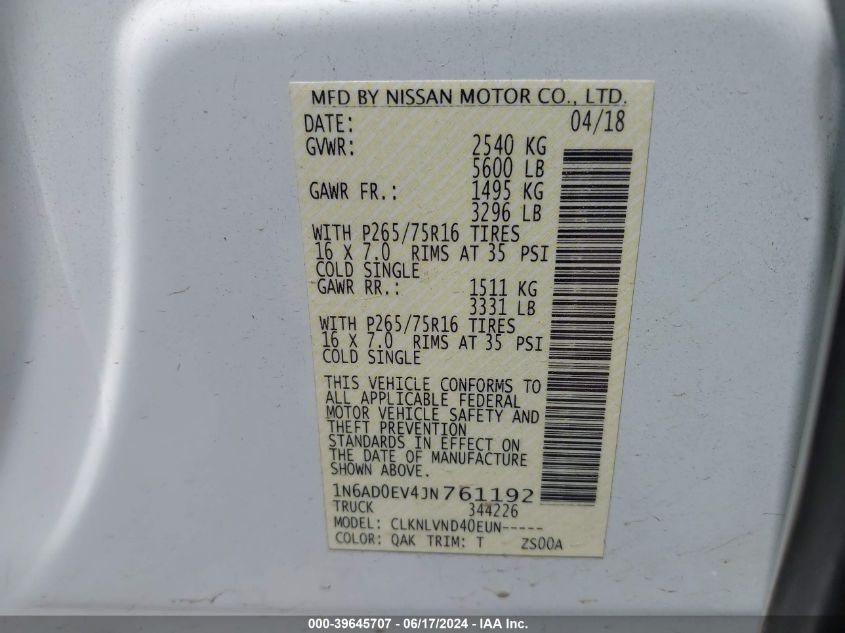 MFD BY NISSAN MOTOR CO., LTD.
DATE: 04/18
GVWR: 2540 KG
5600 LB
GAWR FR.: 1495 KG
3296 LB
WITH P265/75R16 TIRES
16 X 7.0 RIMS AT 35 PSI
COLD SINGLE
GAWR RR.: 1511 KG
3331 LB
WITH P265/75R16 TIRES
16 X 7.0 RIMS AT 35 PSI
COLD SINGLE
THIS VEHICLE CONFORMS TO
ALL APPLICABLE FEDERAL
MOTOR VEHICLE SAFETY AND
THEFT PREVENTION
STANDARDS IN EFFECT ON
THE DATE OF MANUFACTURE
SHOWN ABOVE.
1N6AD0EV4JN761192
TRUCK 344226
MODEL: CLKNLVND40EUN-----
COLOR: QAK TRIM: T ZS00A
000-39645707 - 06/17/2024 - IAA Inc.